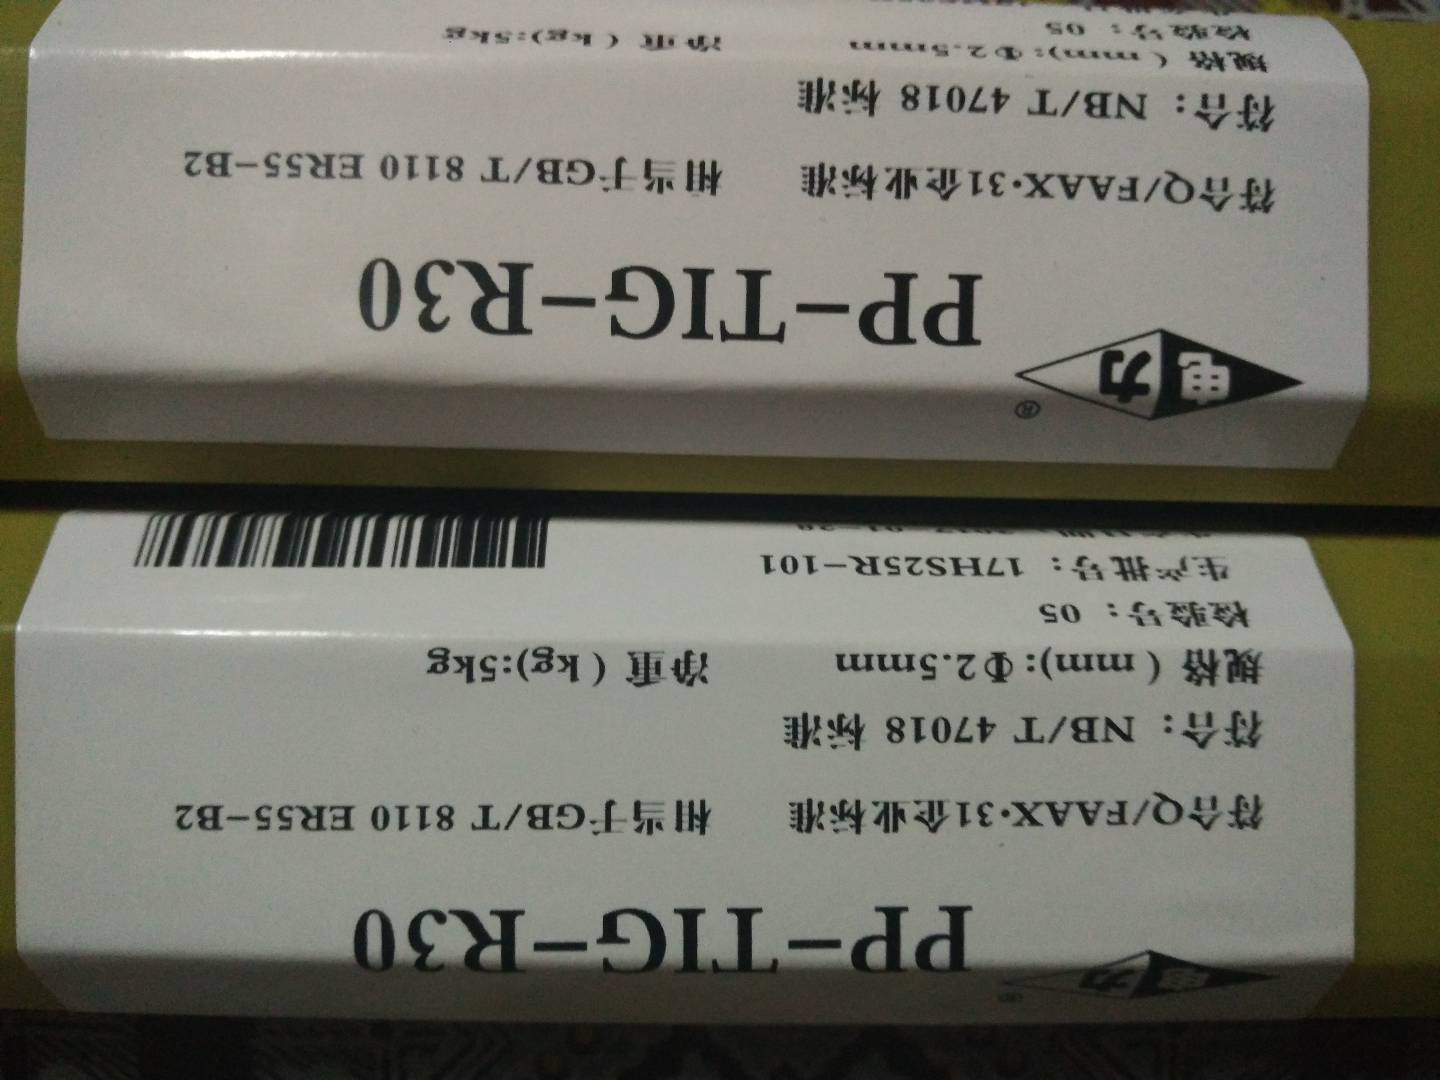 电力®
PP-TIG-R30
符合Q/FAAX·31企业标准 相当于GB/T 8110 ER55-B2
符合：NB/T 47018 标准
规格（mm):Φ2.5mm 净重（kg):5kg
检验号：05
生产批号：17HS25R-101
电力®
PP-TIG-R30
符合Q/FAAX·31企业标准 相当于GB/T 8110 ER55-B2
符合：NB/T 47018 标准
规格（mm):Φ2.5mm 净重（kg):5kg
检验号：05